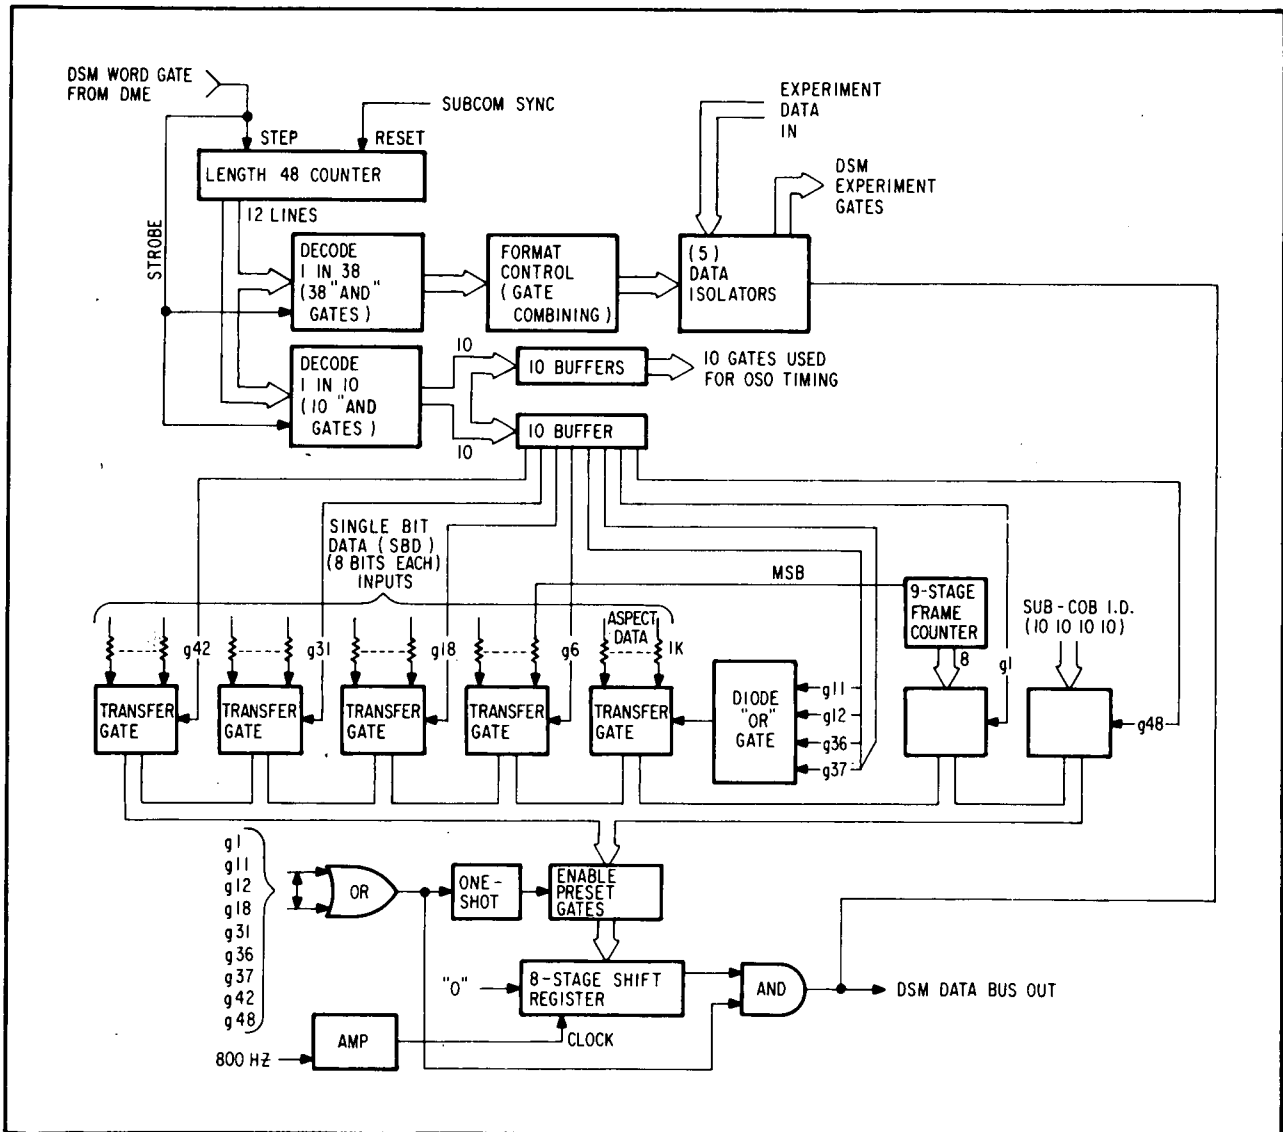 DSM WORD GATE
FROM DME
SUBCOM SYNC
STEP
RESET
LENGTH 48 COUNTER
12 LINES
STROBE
EXPERIMENT
DATA
IN
DSM
EXPERIMENT
GATES
DECODE
1 IN 38
(38 "AND"
GATES)
FORMAT
CONTROL
(GATE
COMBINING)
(5)
DATA
ISOLATORS
DECODE
1 IN 10
(10 "AND
GATES)
10
10
10 BUFFERS
10 GATES USED
FOR OSO TIMING
10 BUFFER
SINGLE BIT
DATA (SBD)
(8 BITS EACH)
INPUTS
MSB
9-STAGE
FRAME
COUNTER
SUB-COB I.D.
(10 10 10 10)
8
g1
ASPECT
DATA
g42
g31
g18
g6
1K
TRANSFER
GATE
TRANSFER
GATE
TRANSFER
GATE
TRANSFER
GATE
TRANSFER
GATE
DIODE
"OR"
GATE
g11
g12
g36
g37
g48
g1
g11
g12
g18
g31
g36
g37
g42
g48
OR
ONE-
SHOT
ENABLE
PRESET
GATES
"0"
8-STAGE SHIFT
REGISTER
AND
DSM DATA BUS OUT
800 HZ
AMP
CLOCK